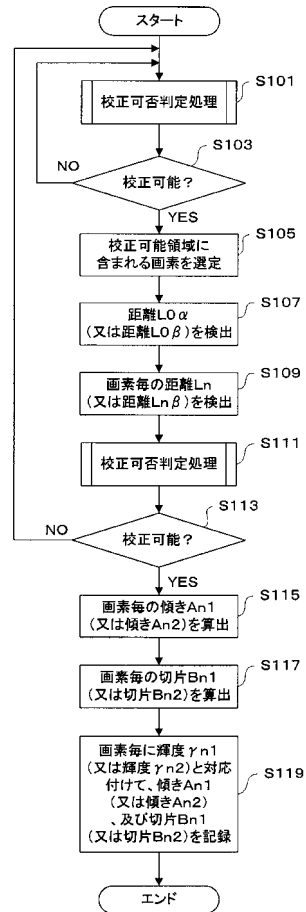 スタート
S101
校正可否判定処理
S103
NO
校正可能？
YES
S105
校正可能領域に
含まれる画素を選定
S107
距離L0α
(又は距離L0β)を検出
S109
画素毎の距離Ln
(又は距離Lnβ)を検出
S111
校正可否判定処理
S113
NO
校正可能？
YES
S115
画素毎の傾きAn1
(又は傾きAn2)を算出
S117
画素毎の切片Bn1
(又は切片Bn2)を算出
S119
画素毎に輝度γn1
(又は輝度γn2)と対応
付けて、傾きAn1
(又は傾きAn2)
、及び切片Bn1
(又は切片Bn2)を記録
エンド